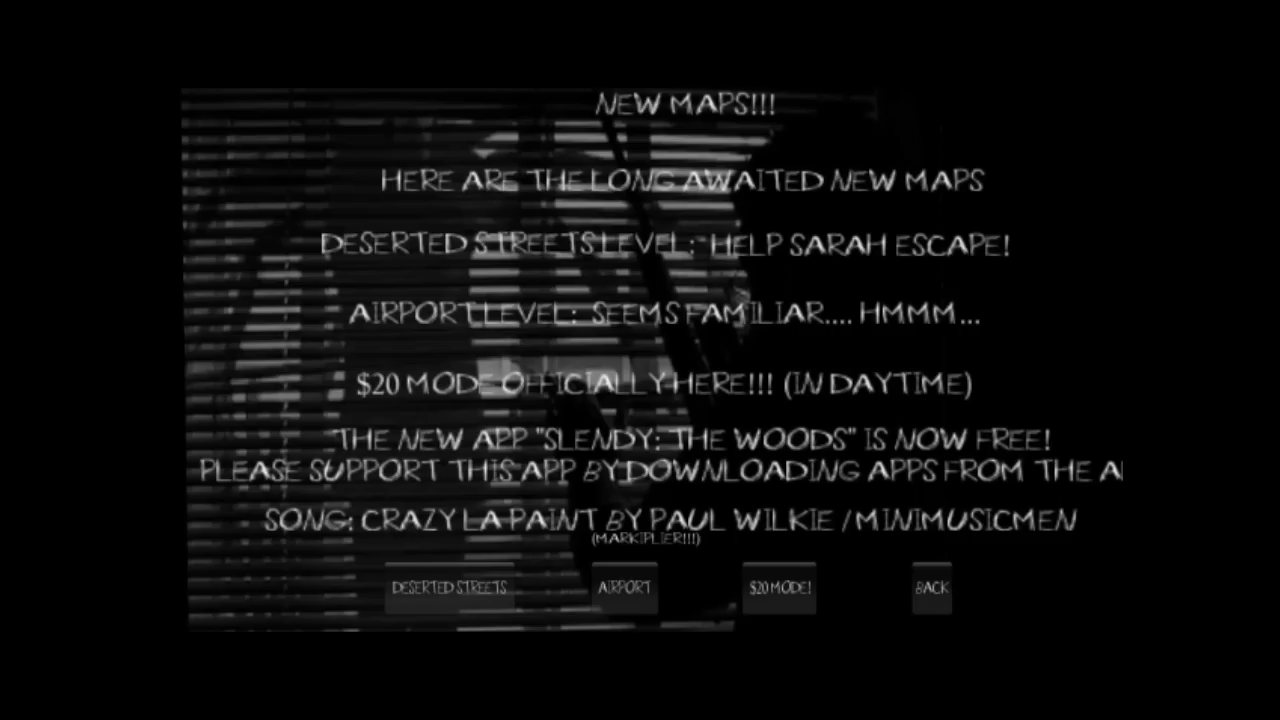 NEW MAPS!!!
HERE ARE THE LONG AWAITED NEW MAPS
DESERTED STREETS LEVEL: HELP SARAH ESCAPE!
AIRPORT LEVEL: SEEMS FAMILIAR.... HMMM...
$20 MODE OFFICIALLY HERE!!! (IN DAYTIME)
THE NEW APP "SLENDY: THE WOODS" IS NOW FREE!
PLEASE SUPPORT THIS APP BY DOWNLOADING APPS FROM THE
SONG: CRAZY LA PAINT BY PAUL WILKIE / MINIMUSICMEN
(MARKIPLIER!!!)
DESERTED STREETS AIRPORT $20 MODE! BACK